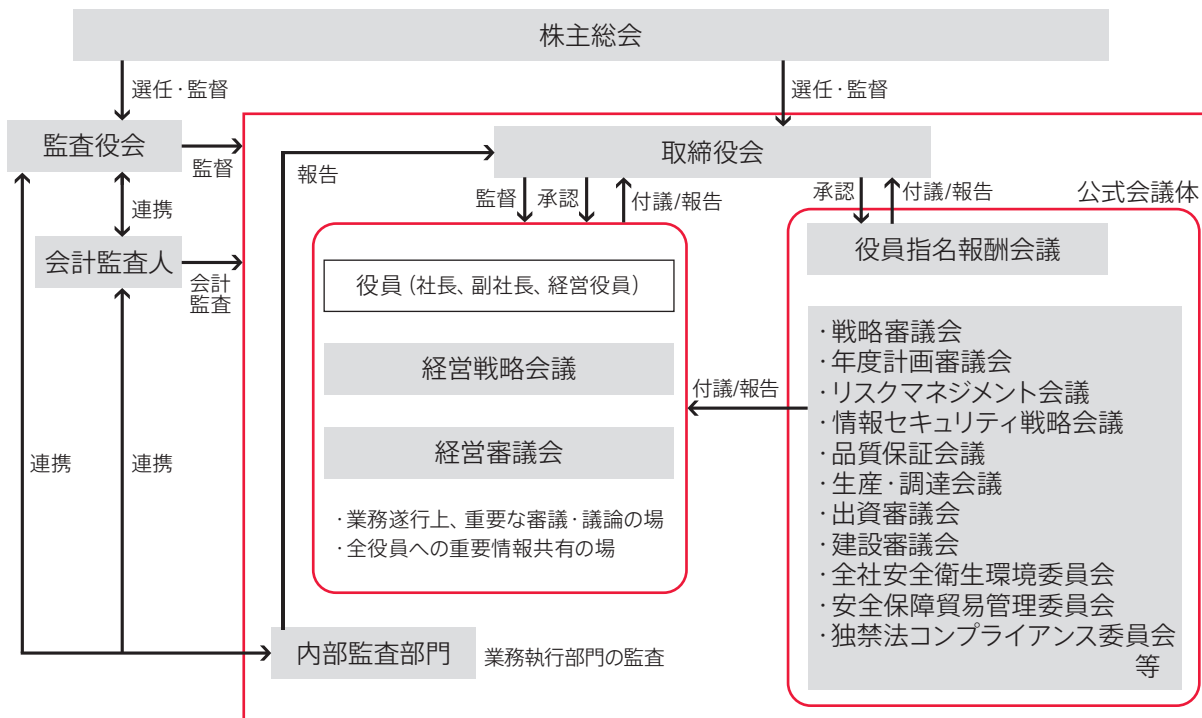 株主総会
選任・監督
選任・監督
監査役会
監督
取締役会
報告
監督
承認
付議/報告
承認
付議/報告
公式会議体
連携
会計監査人
会計
監査
役員指名報酬会議
役員（社長、副社長、経営役員）
経営戦略会議
付議/報告
経営審議会
・業務遂行上、重要な審議・議論の場
・全役員への重要情報共有の場
・戦略審議会
・年度計画審議会
・リスクマネジメント会議
・情報セキュリティ戦略会議
・品質保証会議
・生産・調達会議
・出資審議会
・建設審議会
・全社安全衛生環境委員会
・安全保障貿易管理委員会
・独禁法コンプライアンス委員会
等
連携
連携
内部監査部門
業務執行部門の監査